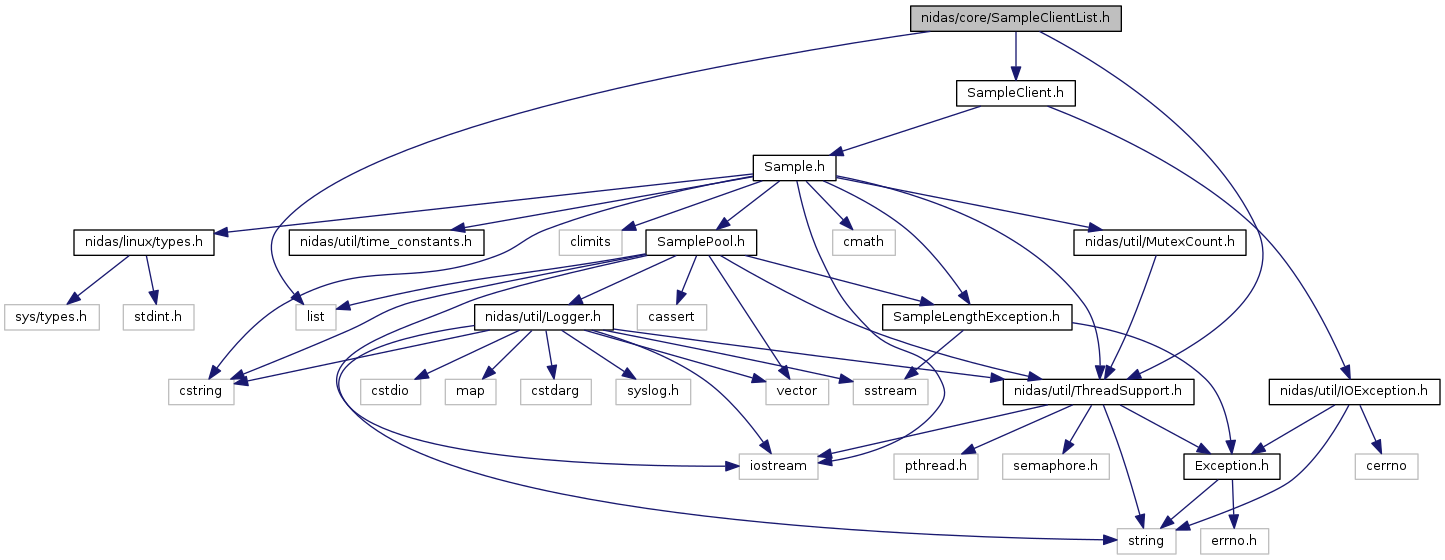 nidas/core/SampleClientList.h
SampleClient.h
Sample.h
nidas/linux/types.h
nidas/util/time_constants.h
climits
SamplePool.h
cmath
nidas/util/MutexCount.h
sys/types.h
stdint.h
list
nidas/util/Logger.h
cassert
SampleLengthException.h
cstring
cstdio
map
cstdarg
syslog.h
vector
sstream
nidas/util/ThreadSupport.h
nidas/util/IOException.h
iostream
pthread.h
semaphore.h
Exception.h
cerrno
string
errno.h